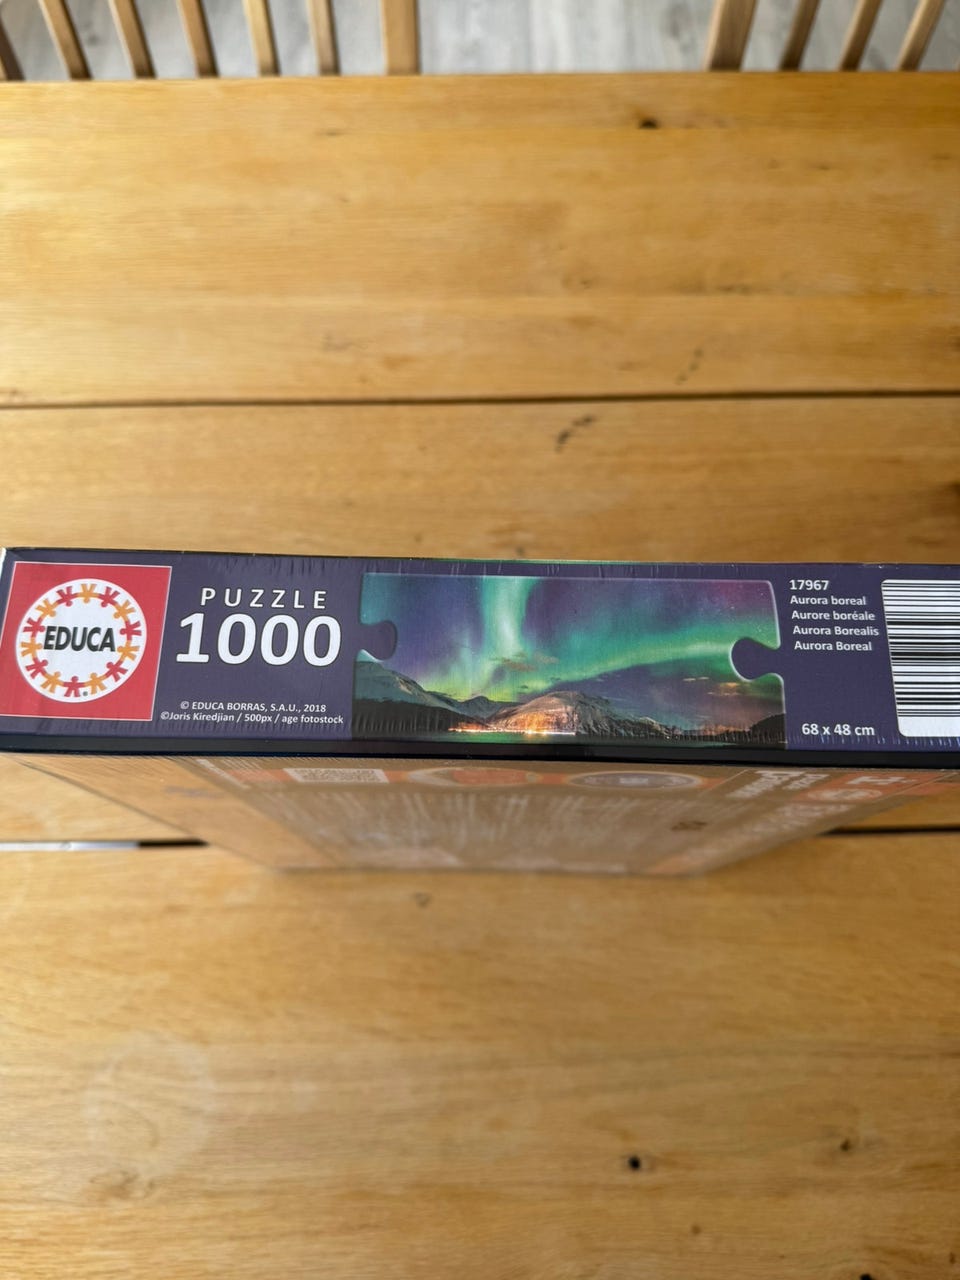 EDUCA
PUZZLE
1000
© EDUCA BORRAS, S.A.U., 2018
©Joris Kiredjian / 500px / age fotostock
17967
Aurora boreal
Aurore boréale
Aurora Borealis
Aurora Boreal
68 x 48 cm